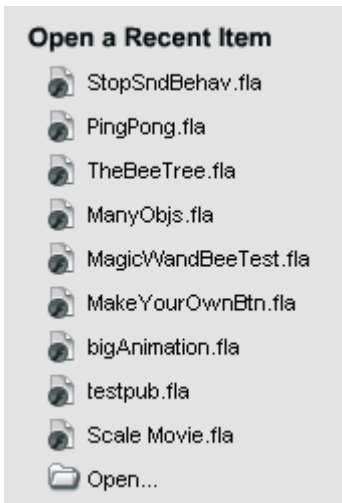 Open a Recent Item
StopSndBehav.fla
PingPong.fla
TheBeeTree.fla
ManyObjs.fla
MagicWandBeeTest.fla
MakeYourOwnBtn.fla
bigAnimation.fla
testpub.fla
Scale Movie.fla
Open...